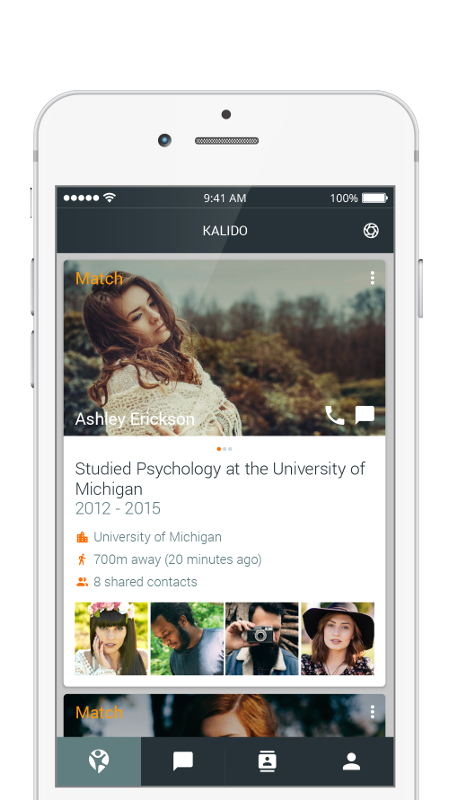 9:41 AM 100%
KALIDO
Match
Ashley Erickson
Studied Psychology at the University of
Michigan
2012 - 2015
University of Michigan
700m away (20 minutes ago)
8 shared contacts
Match